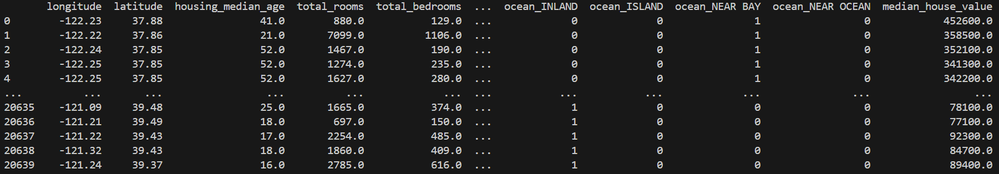 longitude latitude housing_median_age total_rooms total_bedrooms ... ocean_INLAND ocean_ISLAND ocean_NEAR BAY ocean_NEAR OCEAN median_house_value
0 -122.23 37.88 41.0 880.0 129.0 ... 0 0 1 0 452600.0
1 -122.22 37.86 21.0 7099.0 1106.0 ... 0 0 1 0 358500.0
2 -122.24 37.85 52.0 1467.0 190.0 ... 0 0 1 0 352100.0
3 -122.25 37.85 52.0 1274.0 235.0 ... 0 0 1 0 341300.0
4 -122.25 37.85 52.0 1627.0 280.0 ... 0 0 1 0 342200.0
... ... ... ... ... ... ... ... ... ... ... ...
20635 -121.09 39.48 25.0 1665.0 374.0 ... 1 0 0 0 78100.0
20636 -121.21 39.49 18.0 697.0 150.0 ... 1 0 0 0 77100.0
20637 -121.22 39.43 17.0 2254.0 485.0 ... 1 0 0 0 92300.0
20638 -121.32 39.43 18.0 1860.0 409.0 ... 1 0 0 0 84700.0
20639 -121.24 39.37 16.0 2785.0 616.0 ... 1 0 0 0 89400.0